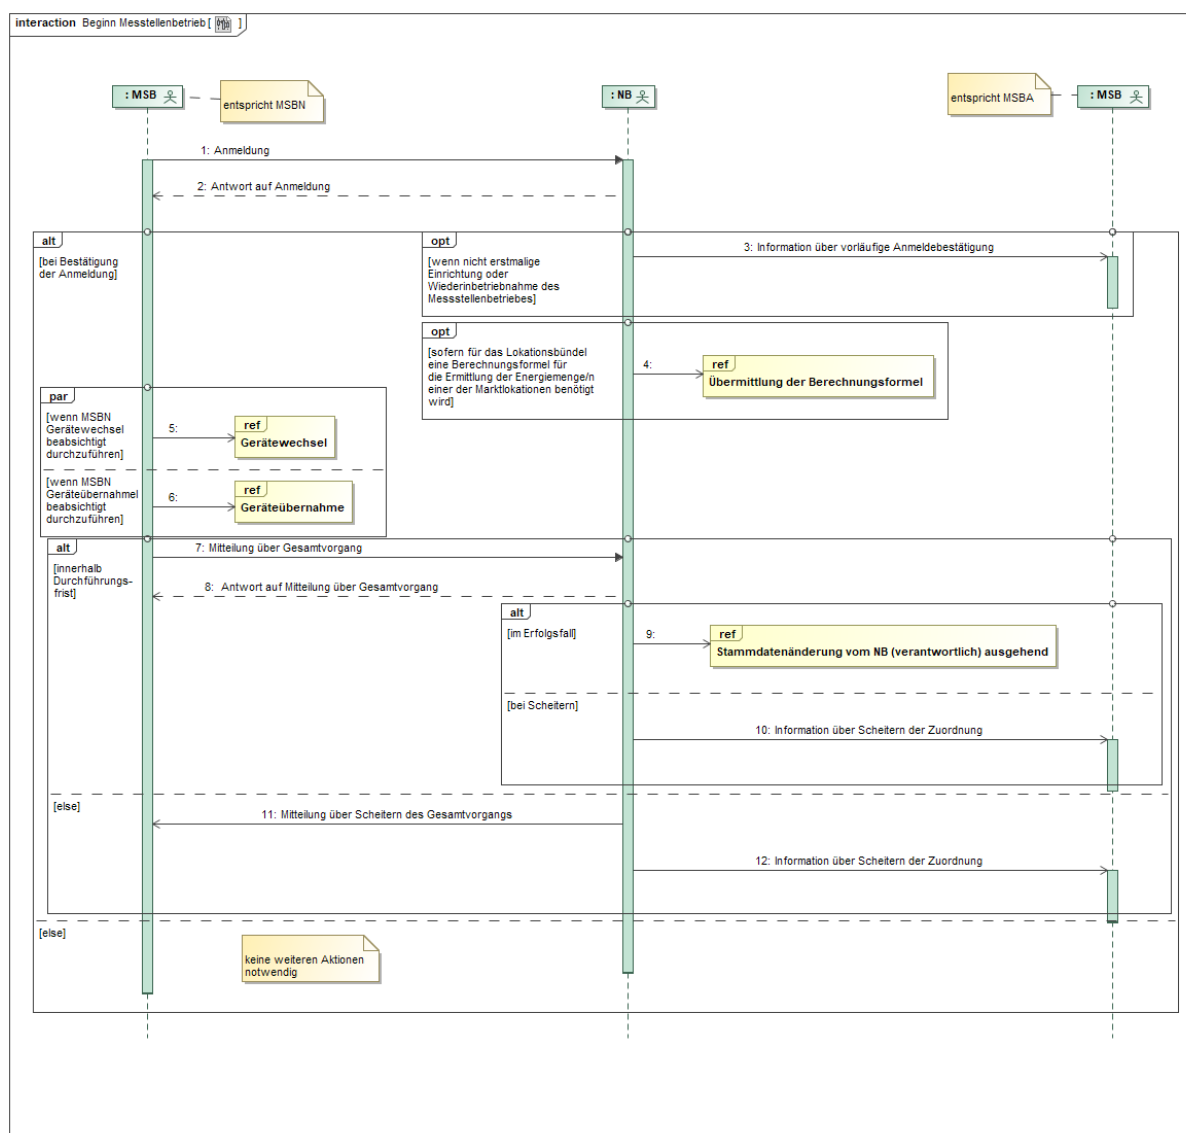 interaction Beginn Messtellenbetrieb [ ]
: MSB
entspricht MSBN
: NB
entspricht MSBA
: MSB
1: Anmeldung
2: Antwort auf Anmeldung
alt
[bei Bestätigung
der Anmeldung]
opt
[wenn nicht erstmalige
Einrichtung oder
Wiederinbetriebnahme des
Messstellenbetriebes]
3: Information über vorläufige Anmeldebestätigung
opt
[sofern für das Lokationsbündel
eine Berechnungsformel für
die Ermittlung der Energiemenge/n
einer der Marktlokationen benötigt
wird]
4:
ref
Übermittlung der Berechnungsformel
par
[wenn MSBN
Gerätewechsel
beabsichtigt
durchzuführen]
5:
ref
Gerätewechsel
[wenn MSBN
Geräteübernahmel
beabsichtigt
durchzuführen]
6:
ref
Geräteübernahme
alt
[innerhalb
Durchführungs-
frist]
7: Mitteilung über Gesamtvorgang
8: Antwort auf Mitteilung über Gesamtvorgang
alt
[im Erfolgsfall]
9:
ref
Stammdatenänderung vom NB (verantwortlich) ausgehend
[bei Scheitern]
10: Information über Scheitern der Zuordnung
[else]
11: Mitteilung über Scheitern des Gesamtvorgangs
12: Information über Scheitern der Zuordnung
[else]
keine weiteren Aktionen
notwendig